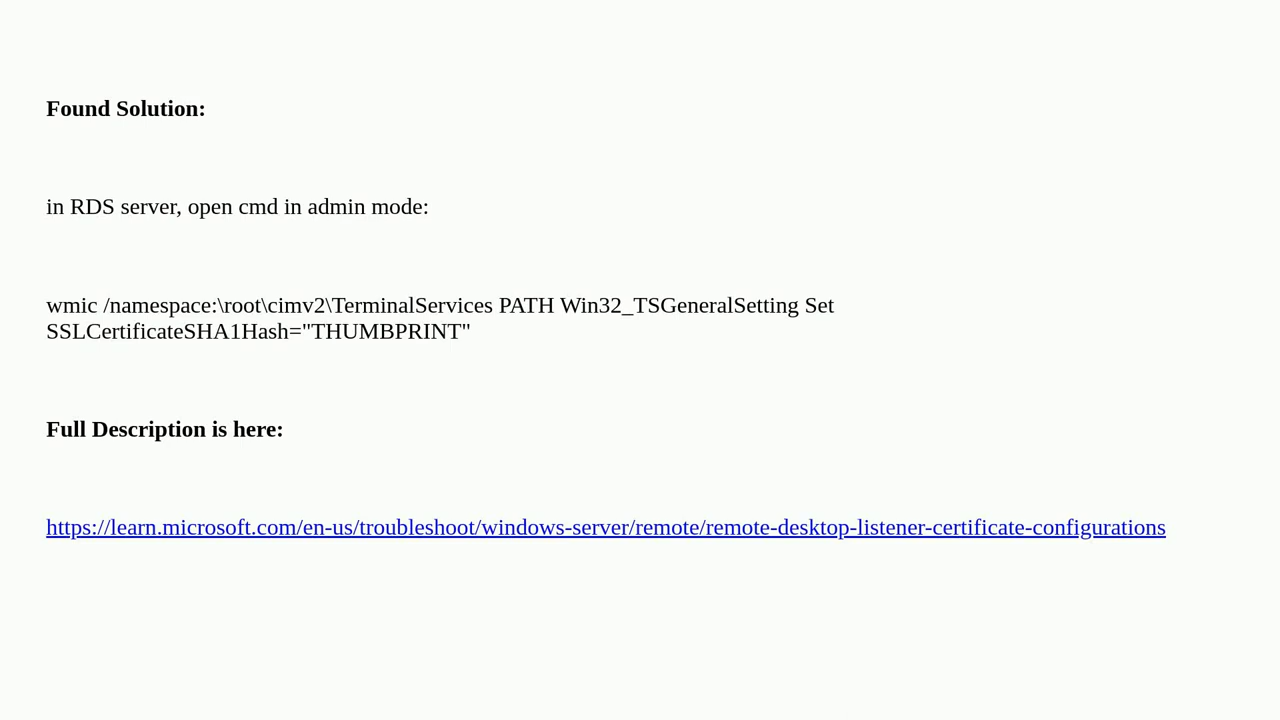 Found Solution:
in RDS server, open cmd in admin mode:
wmic /namespace:\root\cimv2\TerminalServices PATH Win32_TSGeneralSetting Set
SSLCertificateSHA1Hash="THUMBPRINT"
Full Description is here:
https://learn.microsoft.com/en-us/troubleshoot/windows-server/remote/remote-desktop-listener-certificate-configurations